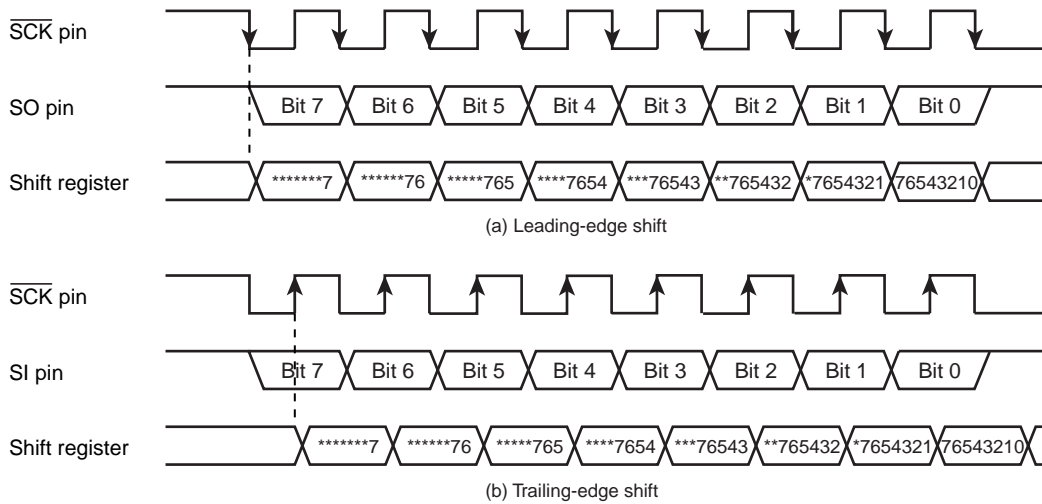 SCK pin
SO pin Bit 7 Bit 6 Bit 5 Bit 4 Bit 3 Bit 2 Bit 1 Bit 0
Shift register *******7 ******76 *****765 ****7654 ***76543 **765432 *7654321 76543210
(a) Leading-edge shift
SCK pin
SI pin Bit 7 Bit 6 Bit 5 Bit 4 Bit 3 Bit 2 Bit 1 Bit 0
Shift register *******7 ******76 *****765 ****7654 ***76543 **765432 *7654321 76543210
(b) Trailing-edge shift